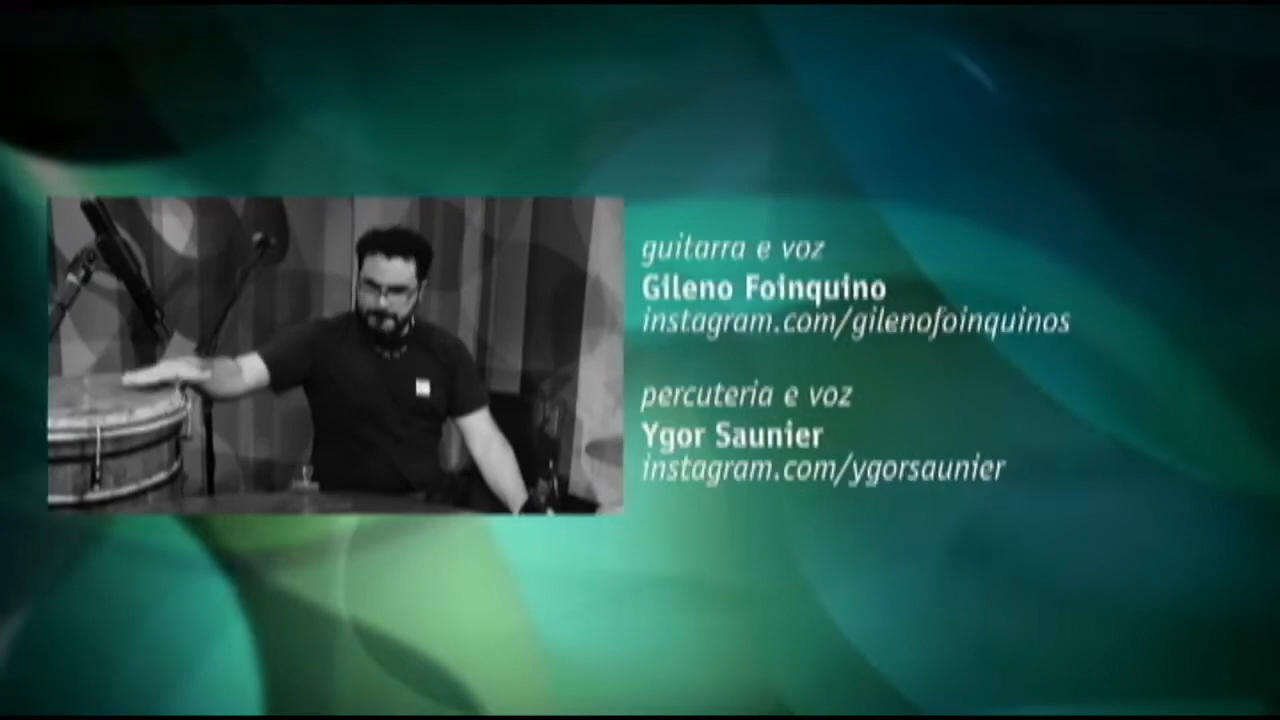 guitarra e voz
Gileno Foinquino
instagram.com/gilenofoinquinos
percuteria e voz
Ygor Saunier
instagram.com/ygorsaunier